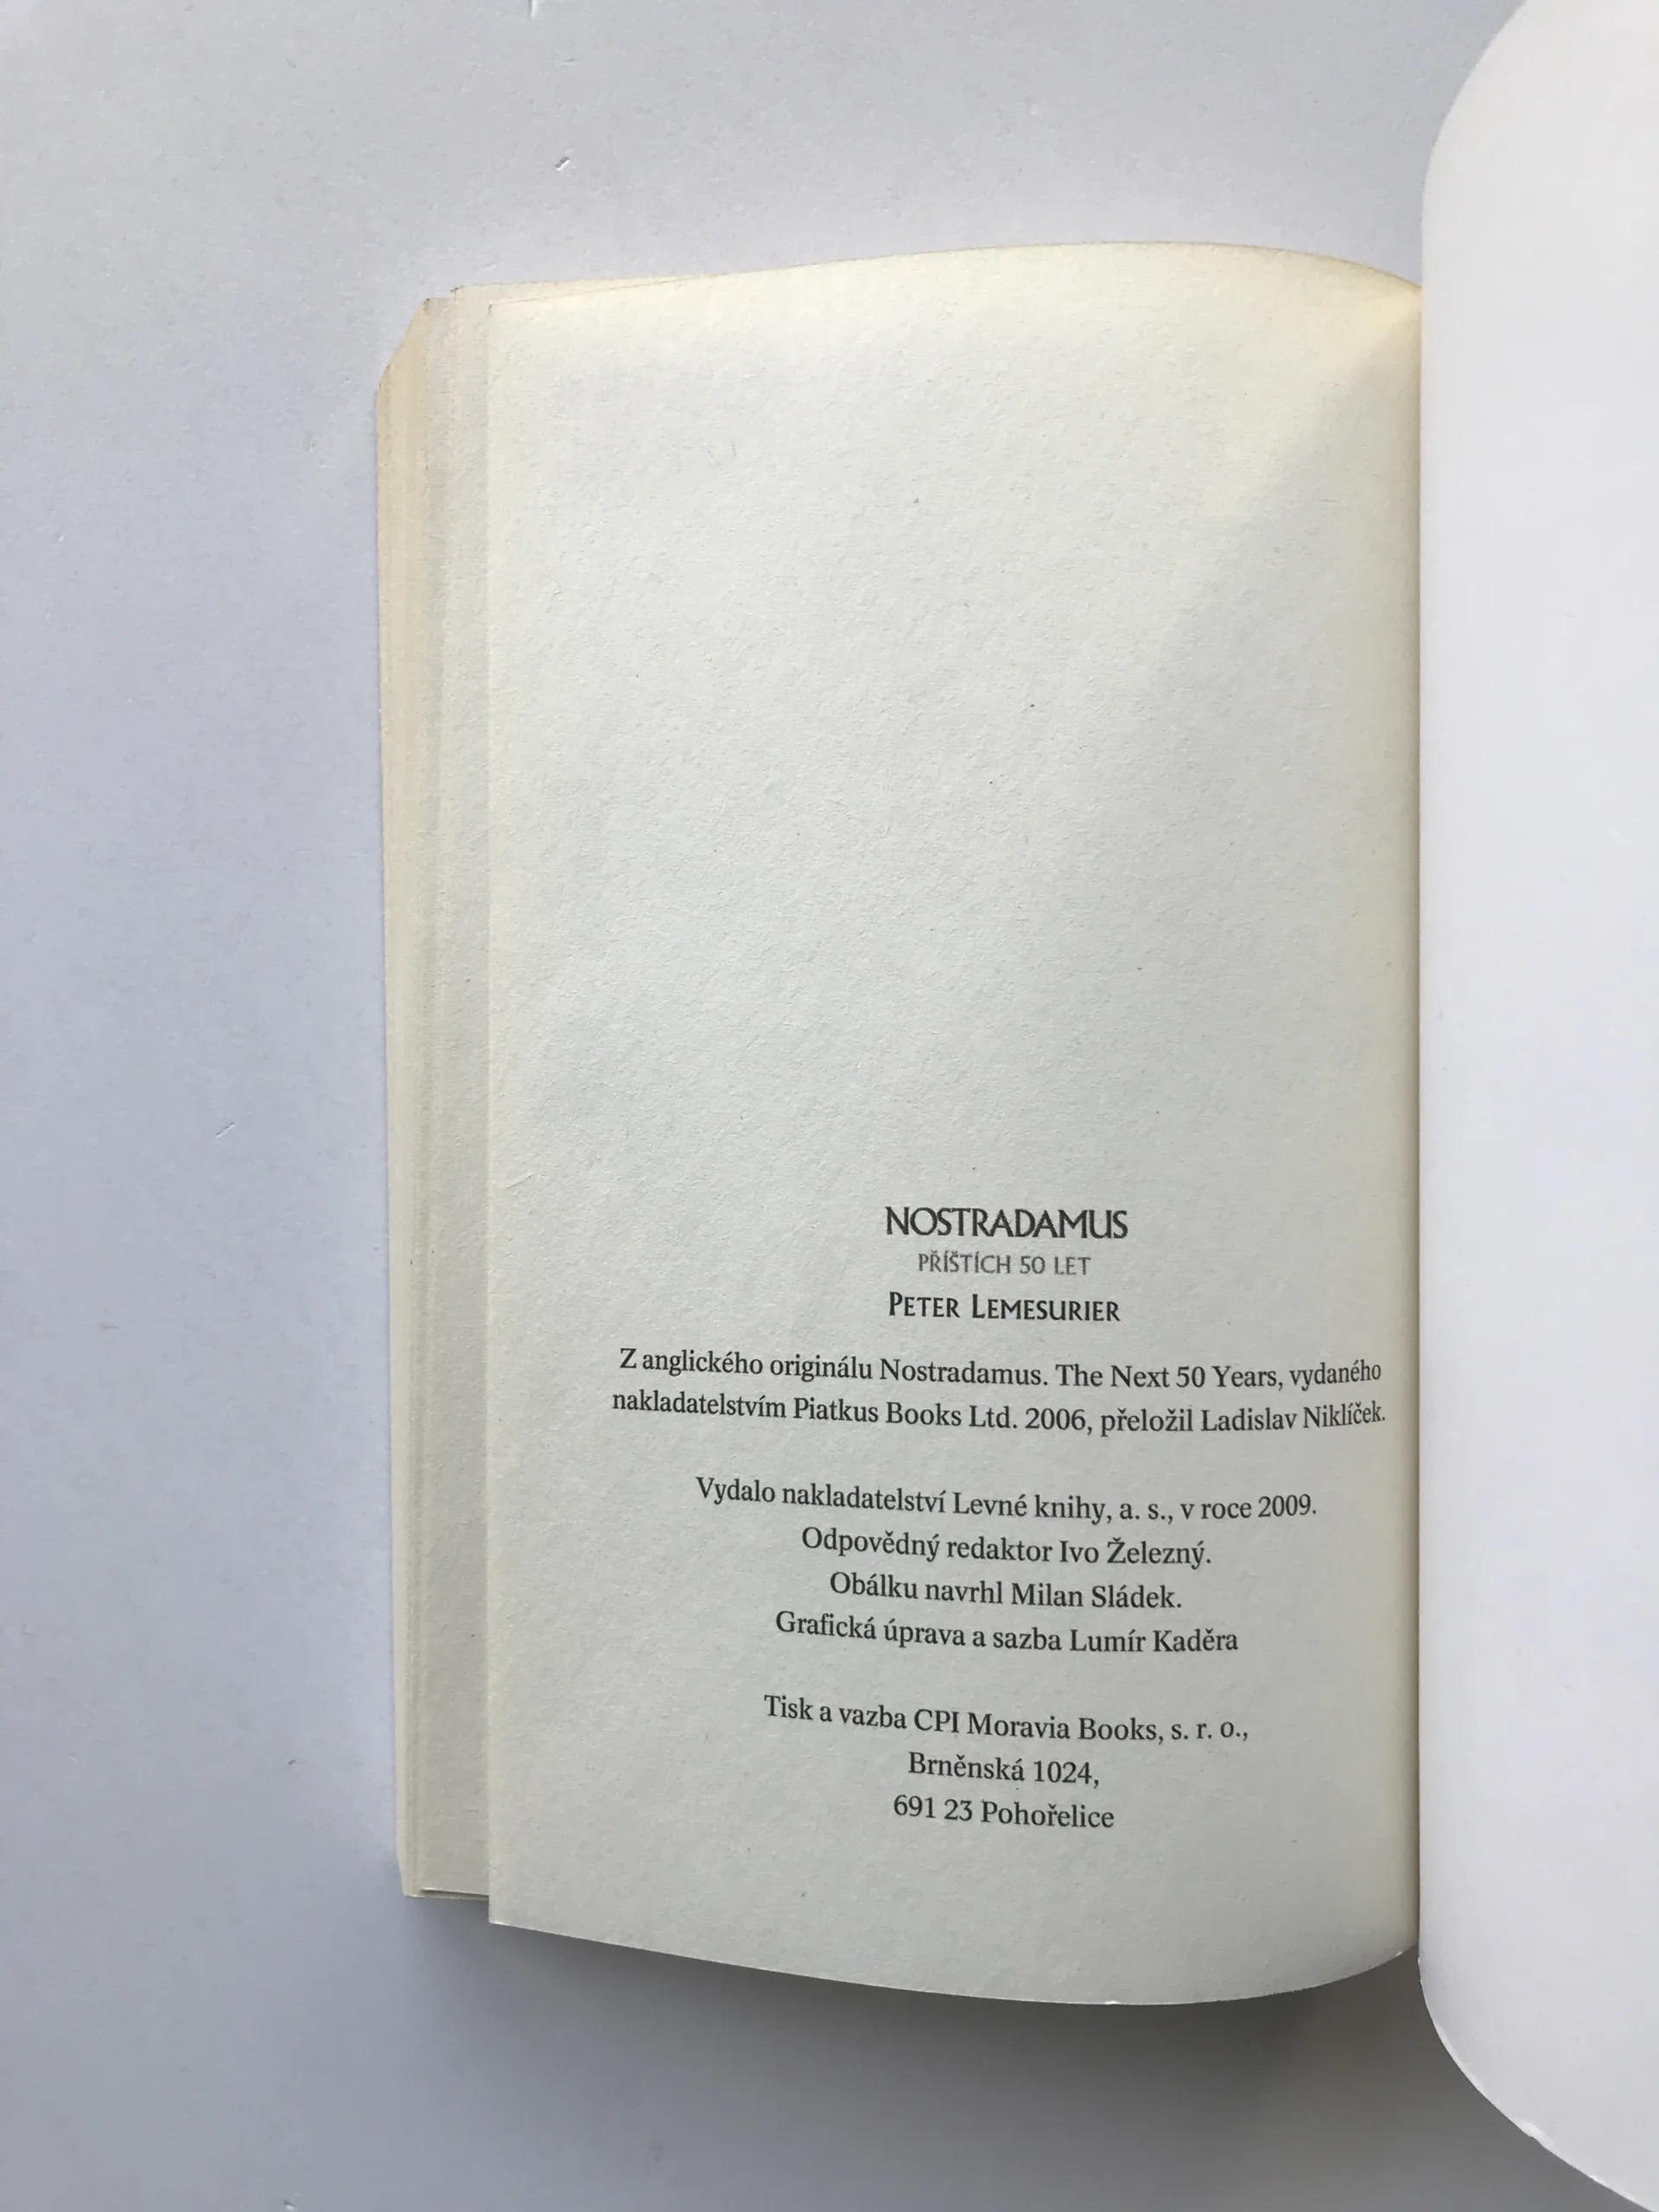 NOSTRADAMUS
PŘÍŠTÍCH 50 LET
PETER LEMESURIER
Z anglického originálu Nostradamus. The Next 50 Years, vydaného
nakladatelstvím Piatkus Books Ltd. 2006, přeložil Ladislav Niklíček.
Vydalo nakladatelství Levné knihy, a. s., v roce 2009.
Odpovědný redaktor Ivo Železný.
Obálku navrhl Milan Sládek.
Grafická úprava a sazba Lumír Kaděra
Tisk a vazba CPI Moravia Books, s. r. o.,
Brněnská 1024,
691 23 Pohořelice